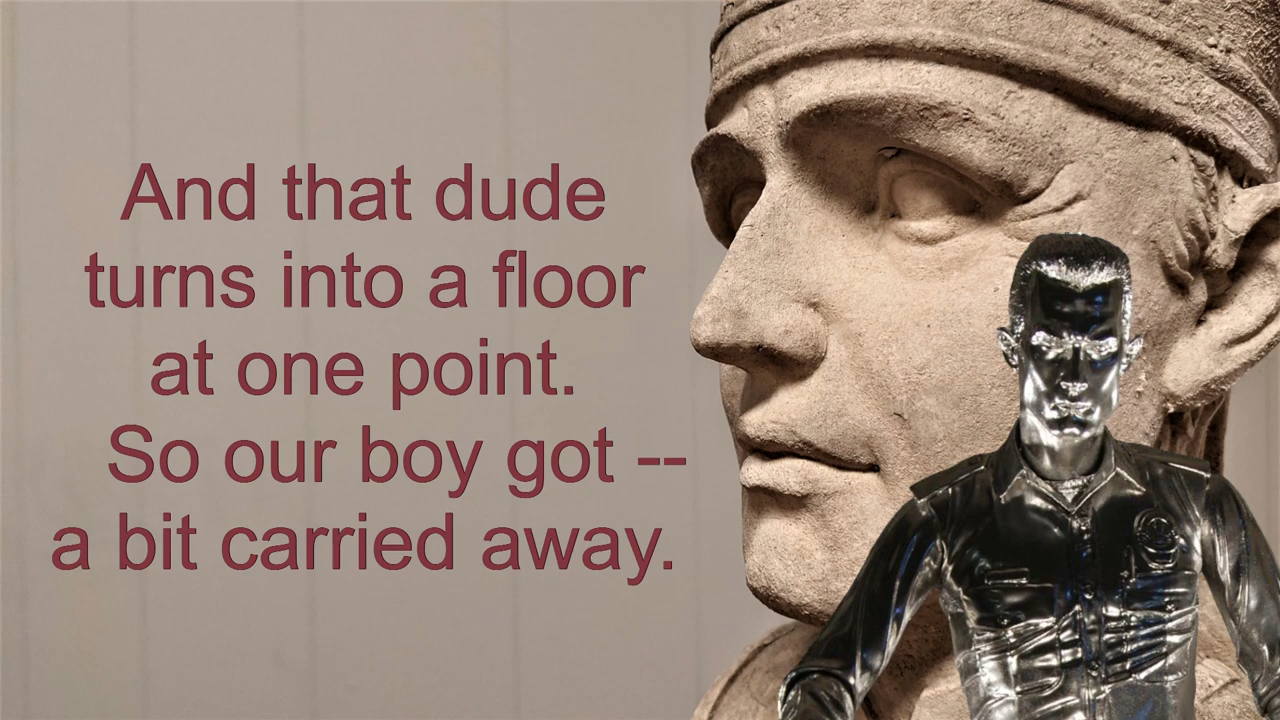 And that dude
turns into a floor
at one point.
So our boy got --
a bit carried away.